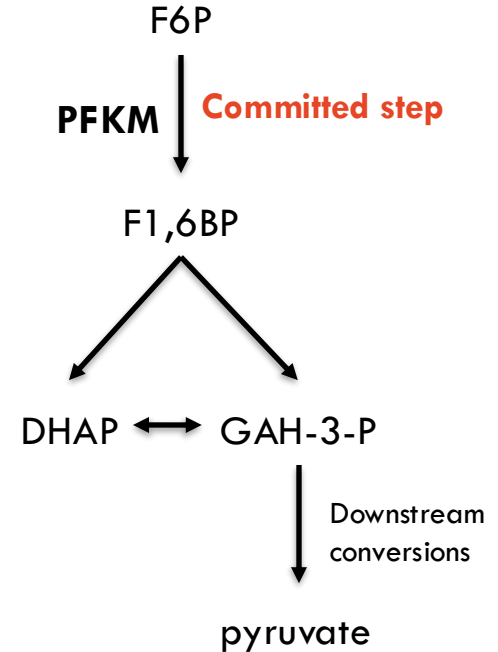 F6P
PFKM
Committed step
F1,6BP
DHAP
GAH-3-P
Downstream
conversions
pyruvate